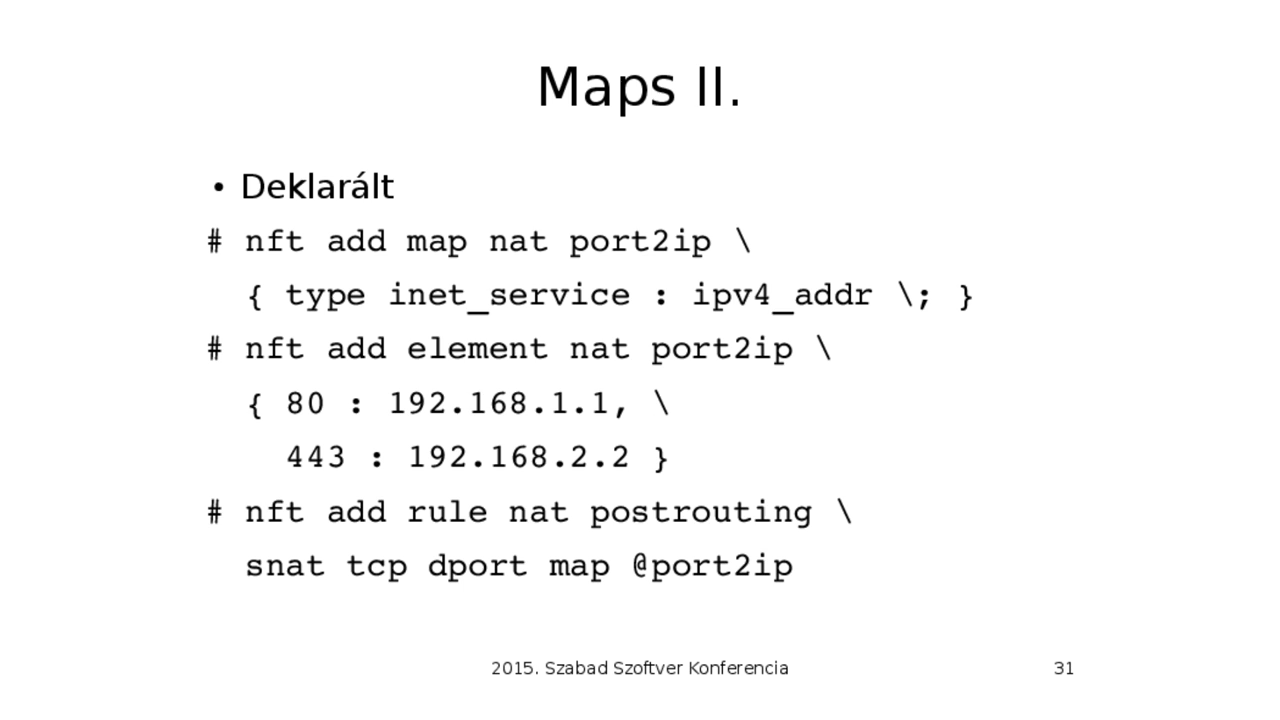 Maps II.
• Deklarált
# nft add map nat port2ip \
{ type inet_service : ipv4_addr \; }
# nft add element nat port2ip \
{ 80 : 192.168.1.1, \
443 : 192.168.2.2 }
# nft add rule nat postrouting \
snat tcp dport map @port2ip
2015. Szabad Szoftver Konferencia
31